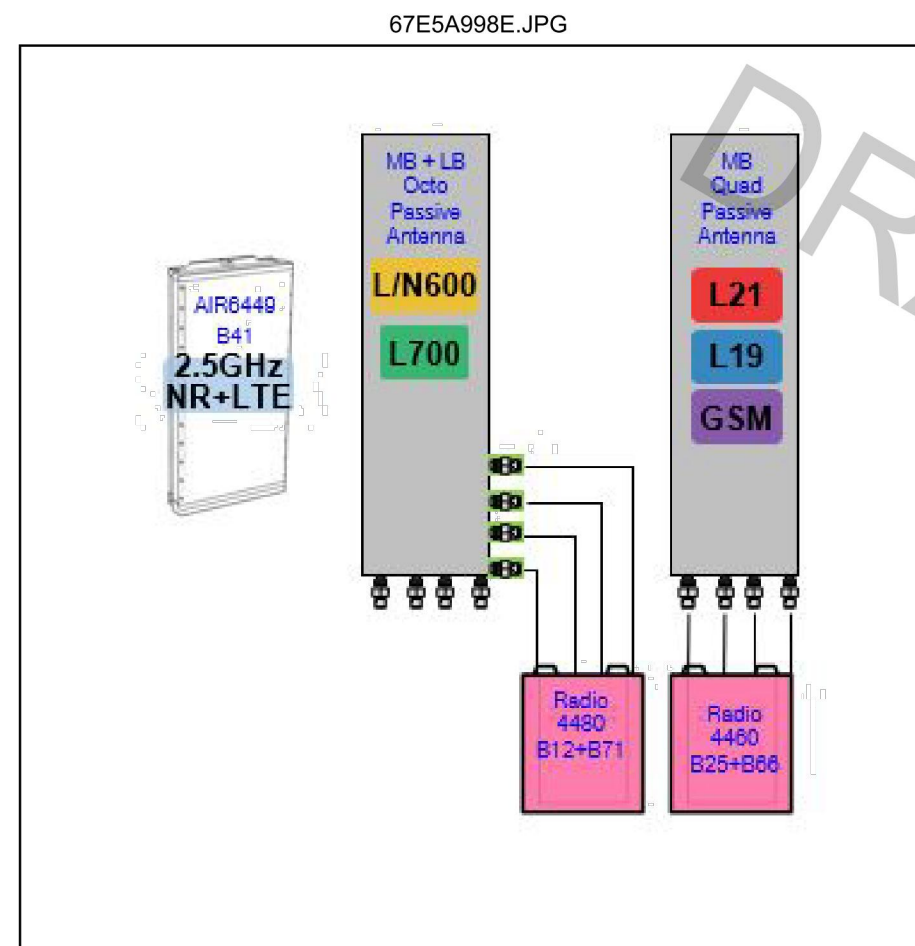 67E5A998E.JPG
MB + LB
Octo
Passive
Antenna
L/N600
L700
MB
Quad
Passive
Antenna
L21
L19
GSM
AIR6449
B41
2.5GHz
NR+LTE
Radio
4480
B12+B71
Radio
4460
B25+B66